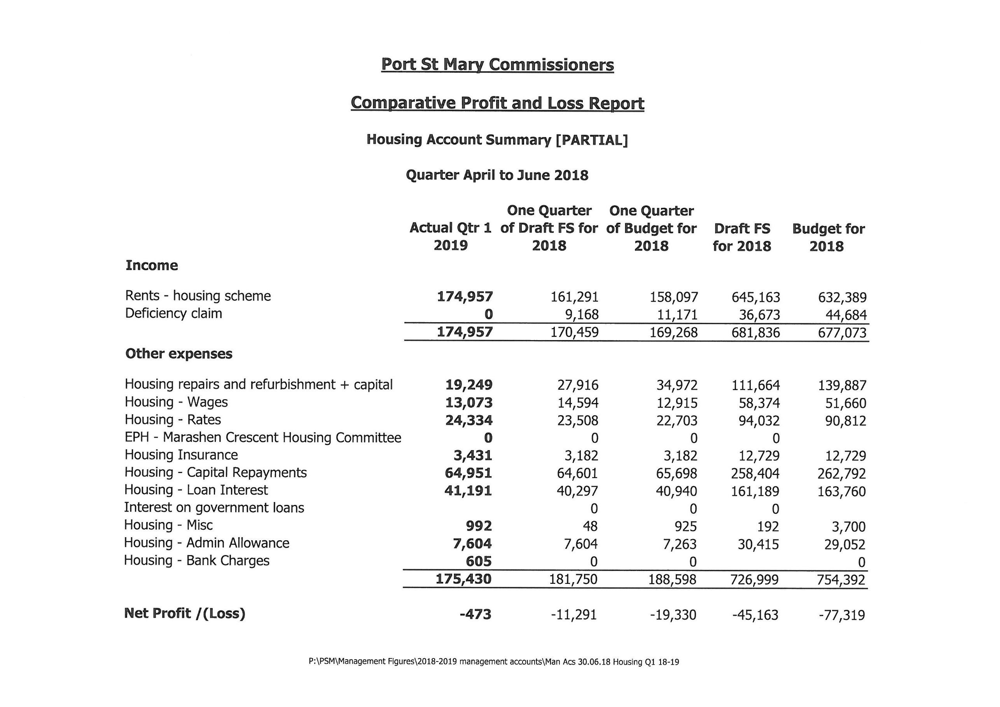 Port St Mary Commissioners
Comparative Profit and Loss Report
Housing Account Summary [PARTIAL]
Quarter April to June 2018
One Quarter One Quarter
Actual Qtr 1 of Draft FS for of Budget for Draft FS Budget for
2019 2018 2018 for 2018 2018
Income
Rents - housing scheme 174,957 161,291 158,097 645,163 632,389
Deficiency claim 0 9,168 11,171 36,673 44,684
174,957 170,459 169,268 681,836 677,073
Other expenses
Housing repairs and refurbishment + capital 19,249 27,916 34,972 111,664 139,887
Housing - Wages 13,073 14,594 12,915 58,374 51,660
Housing - Rates 24,334 23,508 22,703 94,032 90,812
EPH - Marashen Crescent Housing Committee 0 0 0 0
Housing Insurance 3,431 3,182 3,182 12,729 12,729
Housing - Capital Repayments 64,951 64,601 65,698 258,404 262,792
Housing - Loan Interest 41,191 40,297 40,940 161,189 163,760
Interest on government loans 0 0 0
Housing - Misc 992 48 925 192 3,700
Housing - Admin Allowance 7,604 7,604 7,263 30,415 29,052
Housing - Bank Charges 605 0 0 0
175,430 181,750 188,598 726,999 754,392
Net Profit /(Loss) -473 -11,291 -19,330 -45,163 -77,319
P:\PSM\Management Figures\2018-2019 management accounts\Man Acs 30.06.18 Housing Q1 18-19